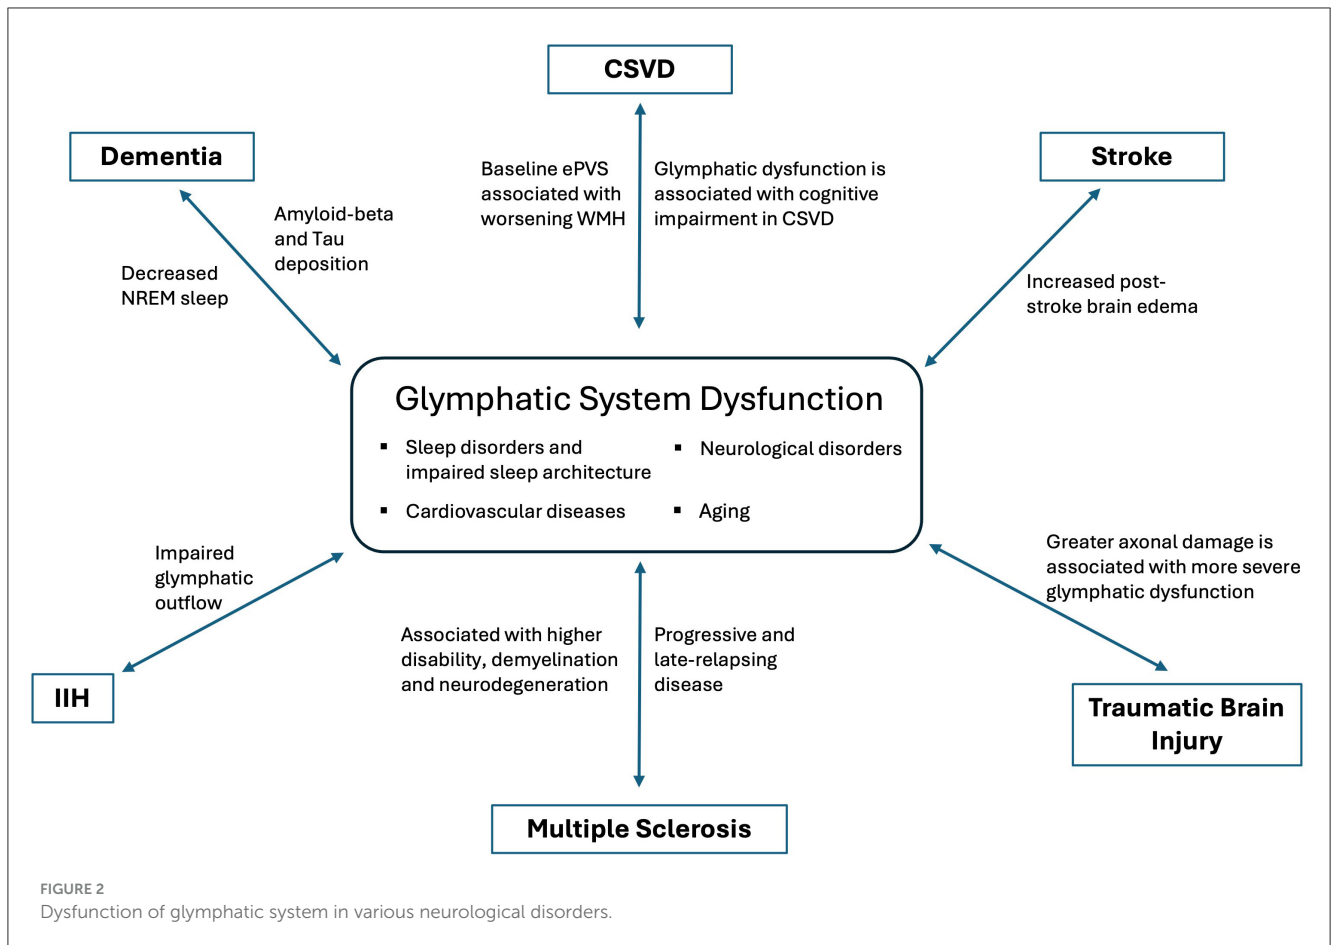 CSVD
Dementia
Stroke
Baseline ePVS
associated with
worsening WMH
Glymphatic dysfunction is
associated with cognitive
impairment in CSVD
Amyloid-beta
and Tau
deposition
Decreased
NREM sleep
Increased post-
stroke brain edema
Glymphatic System Dysfunction
▪ Sleep disorders and
impaired sleep architecture
▪ Neurological disorders
▪ Cardiovascular diseases
▪ Aging
Impaired
glymphatic
outflow
Greater axonal damage is
associated with more severe
glymphatic dysfunction
Associated with higher
disability, demyelination
and neurodegeneration
Progressive and
late-relapsing
disease
IIH
Traumatic Brain
Injury
Multiple Sclerosis
FIGURE 2
Dysfunction of glymphatic system in various neurological disorders.